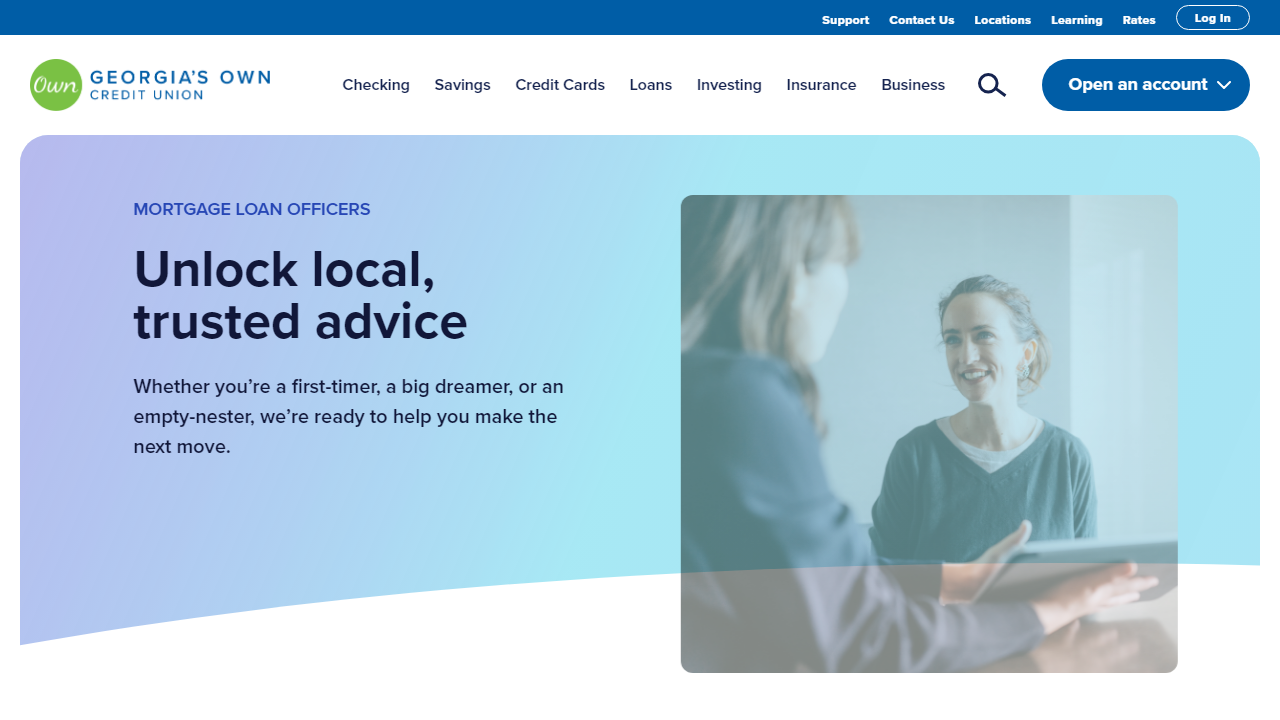 Support Contact Us Locations Learning Rates Log In
Own GEORGIA'S OWN
CREDIT UNION
Checking Savings Credit Cards Loans Investing Insurance Business Open an account
MORTGAGE LOAN OFFICERS
Unlock local,
trusted advice
Whether you’re a first-timer, a big dreamer, or an
empty-nester, we’re ready to help you make the
next move.